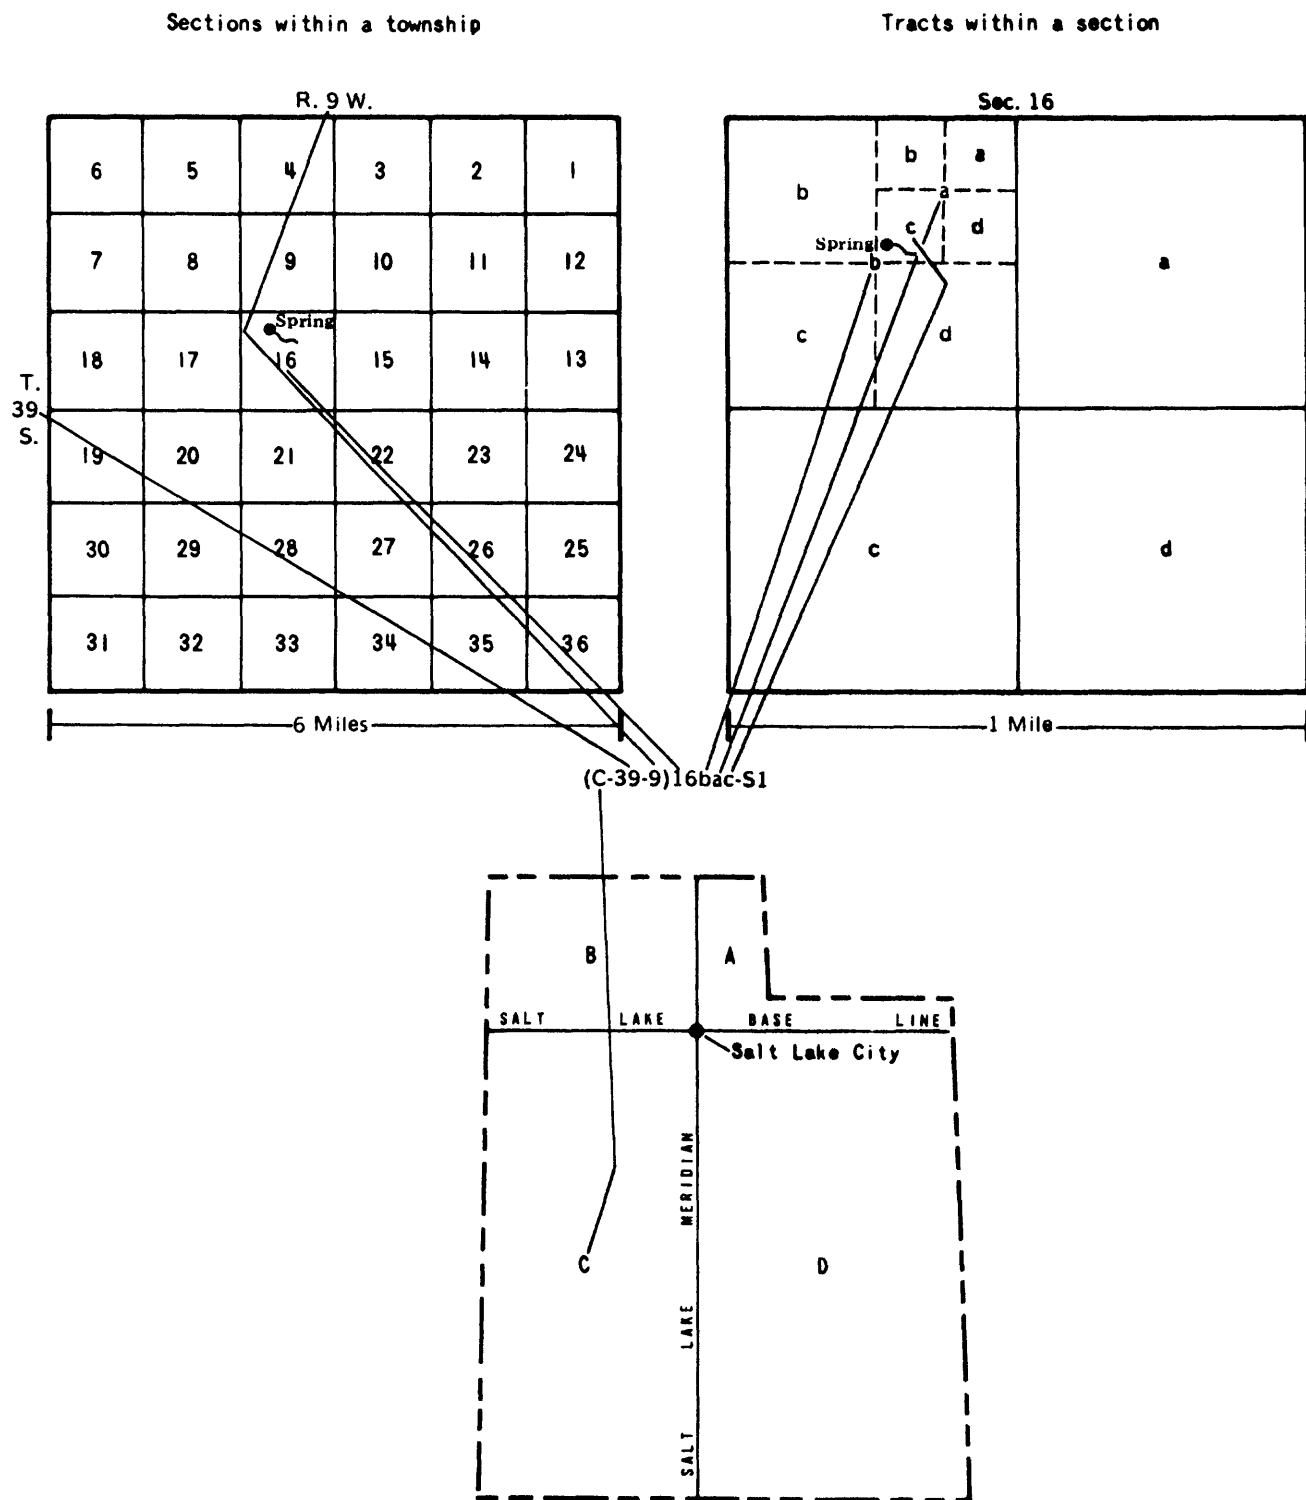 Sections within a township
Tracts within a section
R. 9 W.
Sec. 16
6 5 4 3 2 1
7 8 9 10 11 12
Spring
18 17 16 15 14 13
T.
39
S.
19 20 21 22 23 24
30 29 28 27 26 25
31 32 33 34 35 36
6 Miles
b a
b a
c d
Spring
b a
c d
c d
1 Mile
(C-39-9)16bac-S1
B A
SALT LAKE BASE LINE
Salt Lake City
C D
SALT LAKE MERIDIAN